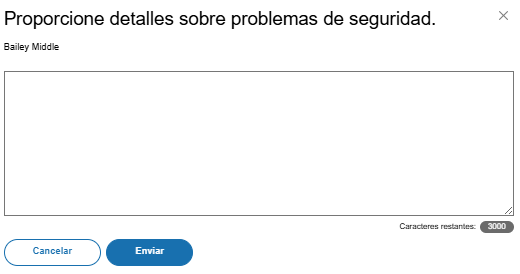 Proporcione detalles sobre problemas de seguridad.
Bailey Middle
Caracteres restantes: 3000
Cancelar Enviar